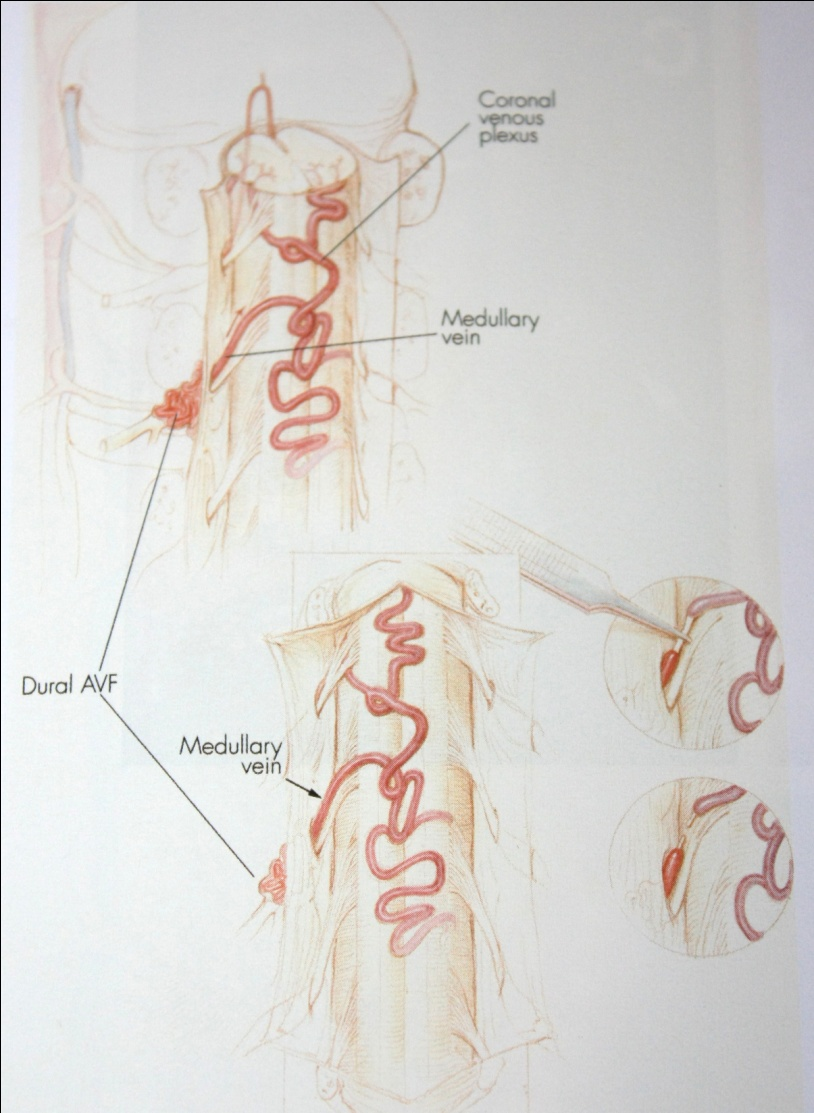 Coronal
venous
plexus
Medullary
vein
Dural AVF
Medullary
vein